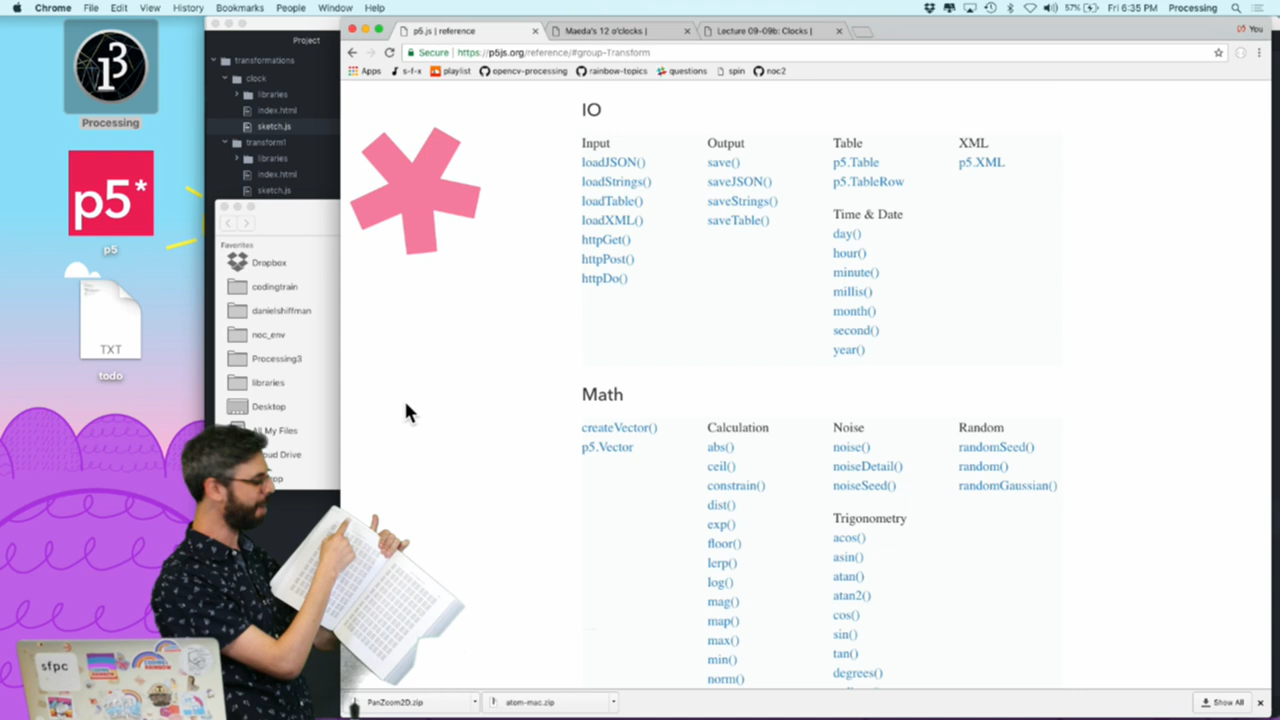 Chrome File Edit View History Bookmarks People Window Help
57% Fri 6:35 PM Processing
Processing
p5*
p5
TXT
todo
Project
transformations
clock
libraries
index.html
sketch.js
transform1
libraries
index.html
sketch.js
Favorites
Dropbox
codingtrain
danielshiffman
noc_env
Processing3
libraries
Desktop
All My Files
oud Drive
sfpc
p5.js | reference
Maeda's 12 o'clocks |
Lecture 09-09b: Clocks |
You
Secure https://p5js.org/reference/#group-Transform
Apps s-f-x playlist opencv-processing rainbow-topics questions spin noc2
IO
Input
loadJSON()
loadStrings()
loadTable()
loadXML()
httpGet()
httpPost()
httpDo()
Output
save()
saveJSON()
saveStrings()
saveTable()
Table
p5.Table
p5.TableRow
Time & Date
day()
hour()
minute()
millis()
month()
second()
year()
XML
p5.XML
Math
createVector()
p5.Vector
Calculation
abs()
ceil()
constrain()
dist()
exp()
floor()
lerp()
log()
mag()
map()
max()
min()
norm()
Noise
noise()
noiseDetail()
noiseSeed()
Trigonometry
acos()
asin()
atan()
atan2()
cos()
sin()
tan()
degrees()
Random
randomSeed()
random()
randomGaussian()
PanZoom2D.zip
atom-mac.zip
Show All